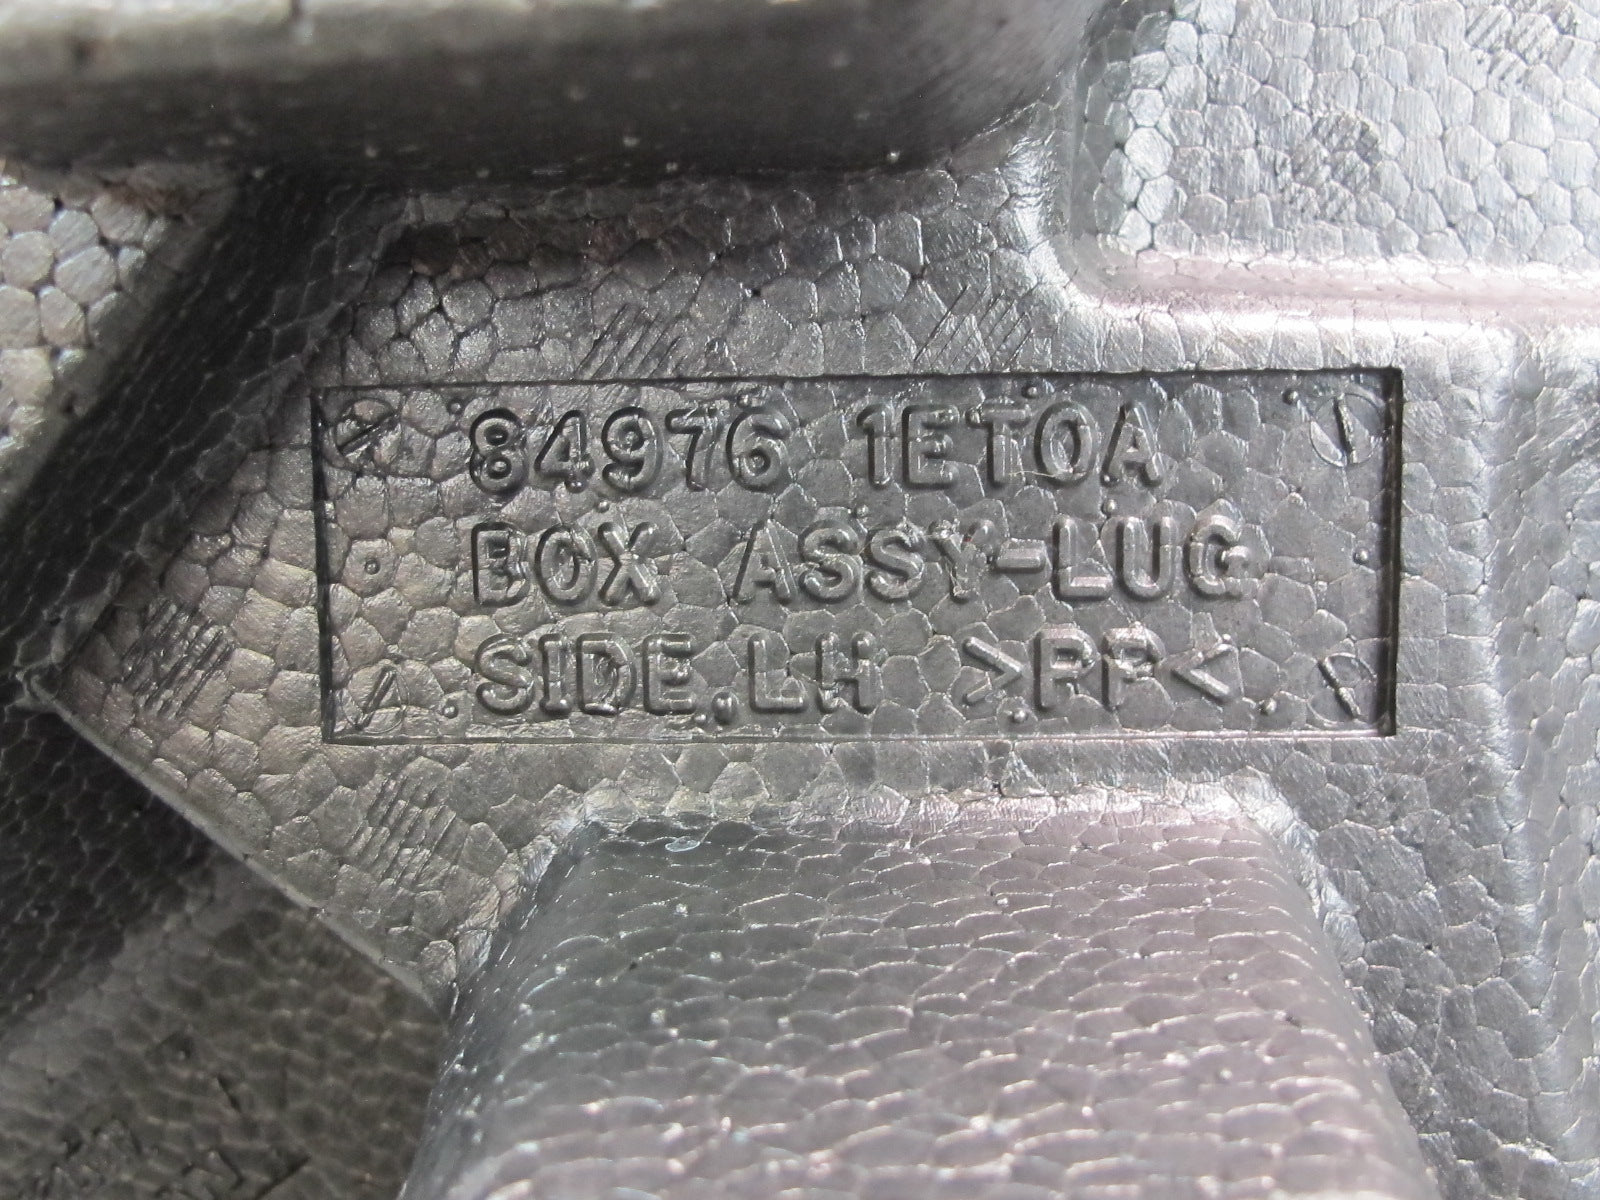 84976 1ET0A
BOX ASSY-LUG
SIDE,LH >PP<